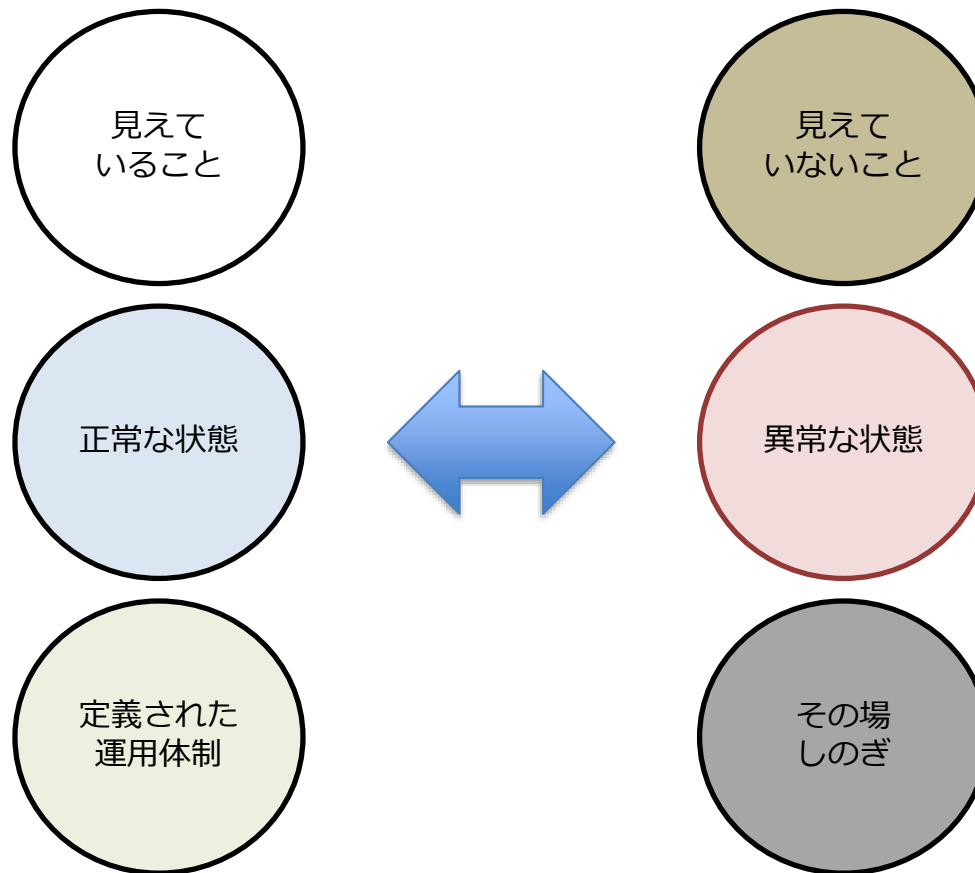 見えて
いること
見えて
いないこと
正常な状態
異常な状態
定義された
運用体制
その場
しのぎ